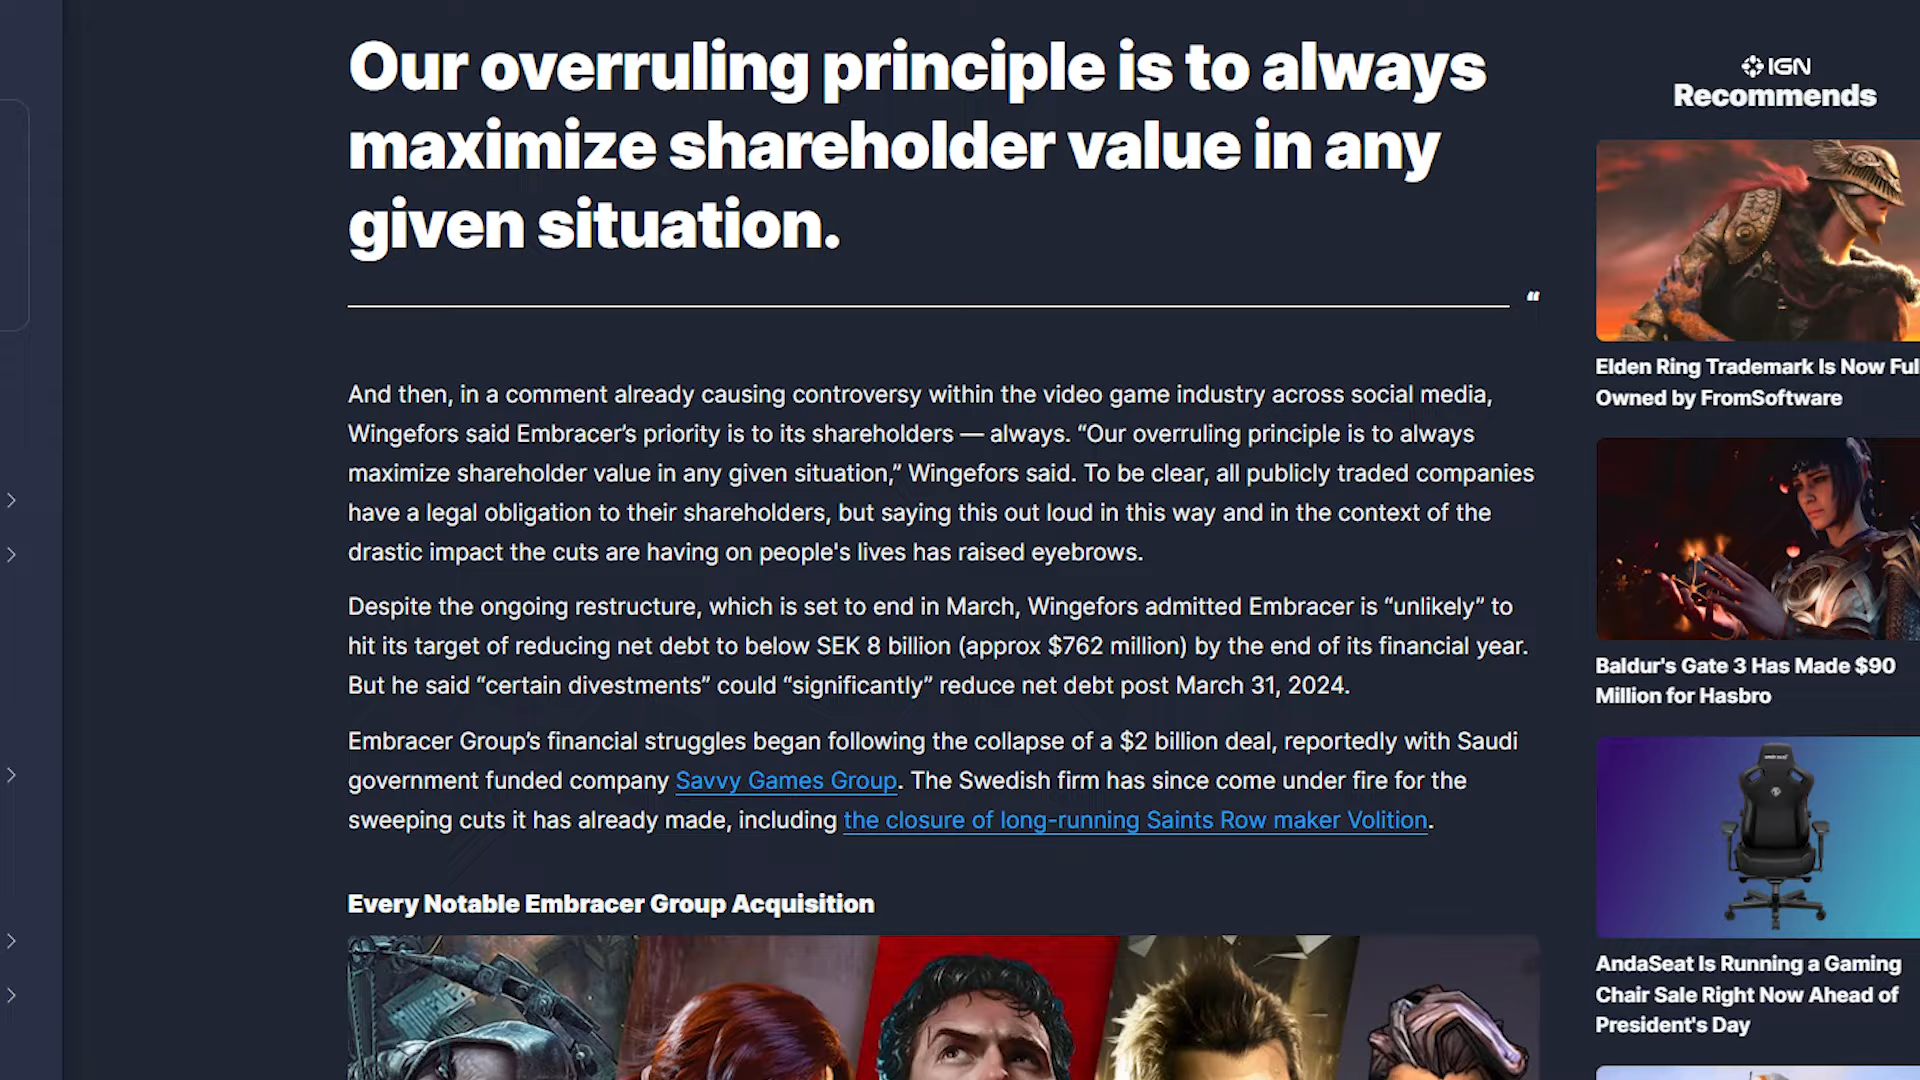 Our overruling principle is to always
maximize shareholder value in any
given situation.
“
And then, in a comment already causing controversy within the video game industry across social media,
Wingefors said Embracer’s priority is to its shareholders — always. “Our overruling principle is to always
maximize shareholder value in any given situation,” Wingefors said. To be clear, all publicly traded companies
have a legal obligation to their shareholders, but saying this out loud in this way and in the context of the
drastic impact the cuts are having on people's lives has raised eyebrows.
Despite the ongoing restructure, which is set to end in March, Wingefors admitted Embracer is “unlikely” to
hit its target of reducing net debt to below SEK 8 billion (approx $762 million) by the end of its financial year.
But he said “certain divestments” could “significantly” reduce net debt post March 31, 2024.
Embracer Group’s financial struggles began following the collapse of a $2 billion deal, reportedly with Saudi
government funded company Savvy Games Group. The Swedish firm has since come under fire for the
sweeping cuts it has already made, including the closure of long-running Saints Row maker Volition.
Every Notable Embracer Group Acquisition
IGN
Recommends
Elden Ring Trademark Is Now Ful
Owned by FromSoftware
Baldur's Gate 3 Has Made $90
Million for Hasbro
AndaSeat Is Running a Gaming
Chair Sale Right Now Ahead of
President's Day